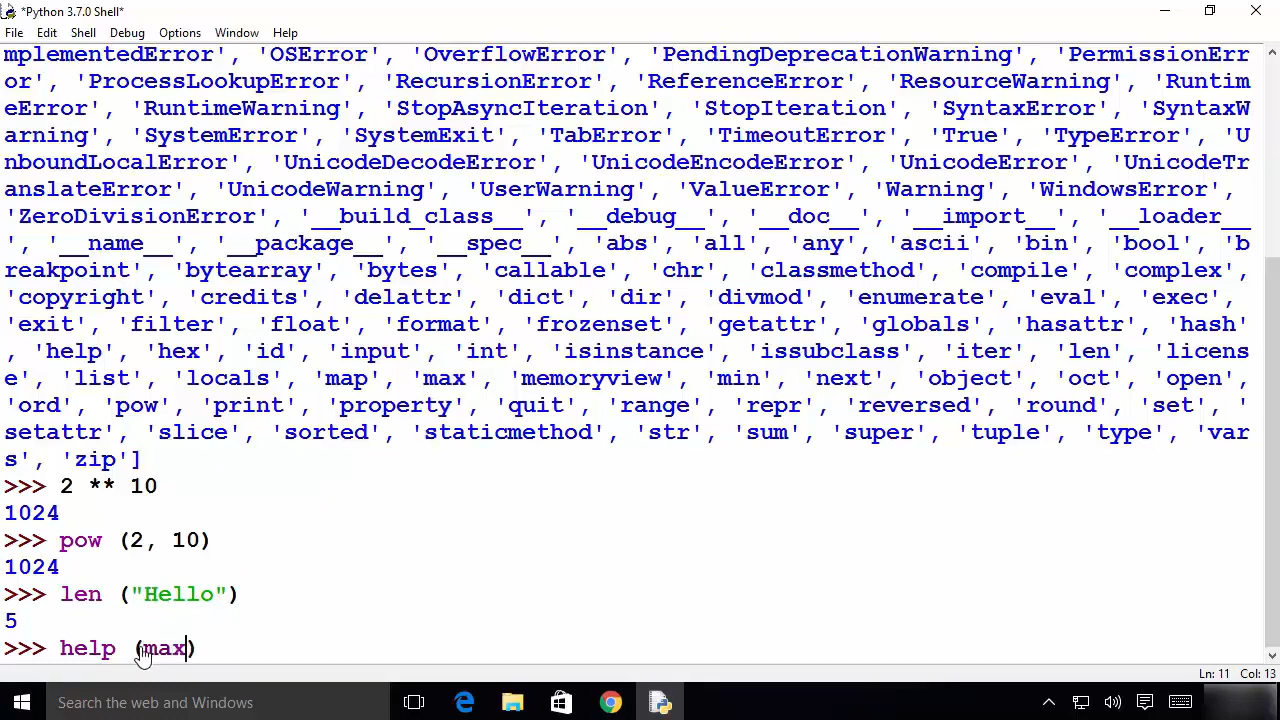 *Python 3.7.0 Shell*
File Edit Shell Debug Options Window Help
mplementedError', 'OSError', 'OverflowError', 'PendingDeprecationWarning', 'PermissionErr
or', 'ProcessLookupError', 'RecursionError', 'ReferenceError', 'ResourceWarning', 'Runtim
eError', 'RuntimeWarning', 'StopAsyncIteration', 'StopIteration', 'SyntaxError', 'SyntaxW
arning', 'SystemError', 'SystemExit', 'TabError', 'TimeoutError', 'True', 'TypeError', 'U
nboundLocalError', 'UnicodeDecodeError', 'UnicodeEncodeError', 'UnicodeError', 'UnicodeTr
anslateError', 'UnicodeWarning', 'UserWarning', 'ValueError', 'Warning', 'WindowsError',
'ZeroDivisionError', '__build_class__', '__debug__', '__doc__', '__import__', '__loader__
', '__name__', '__package__', '__spec__', 'abs', 'all', 'any', 'ascii', 'bin', 'bool', 'b
reakpoint', 'bytearray', 'bytes', 'callable', 'chr', 'classmethod', 'compile', 'complex',
'copyright', 'credits', 'delattr', 'dict', 'dir', 'divmod', 'enumerate', 'eval', 'exec',
'exit', 'filter', 'float', 'format', 'frozenset', 'getattr', 'globals', 'hasattr', 'hash'
, 'help', 'hex', 'id', 'input', 'int', 'isinstance', 'issubclass', 'iter', 'len', 'licens
e', 'list', 'locals', 'map', 'max', 'memoryview', 'min', 'next', 'object', 'oct', 'open',
'ord', 'pow', 'print', 'property', 'quit', 'range', 'repr', 'reversed', 'round', 'set', '
setattr', 'slice', 'sorted', 'staticmethod', 'str', 'sum', 'super', 'tuple', 'type', 'var
s', 'zip']
>>> 2 ** 10
1024
>>> pow (2, 10)
1024
>>> len ("Hello")
5
>>> help (max)
Ln: 11 Col: 13
Search the web and Windows